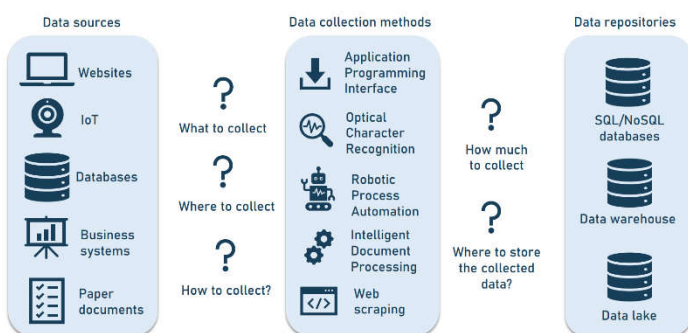 Data sources
Data collection methods
Data repositories
Websites
IoT
Databases
Business
systems
Paper
documents
What to collect
Where to collect
How to collect?
Application
Programming
Interface
Optical
Character
Recognition
Robotic
Process
Automation
Intelligent
Document
Processing
Web
scraping
How much
to collect
Where to store
the collected
data?
SQL/NoSQL
databases
Data warehouse
Data lake